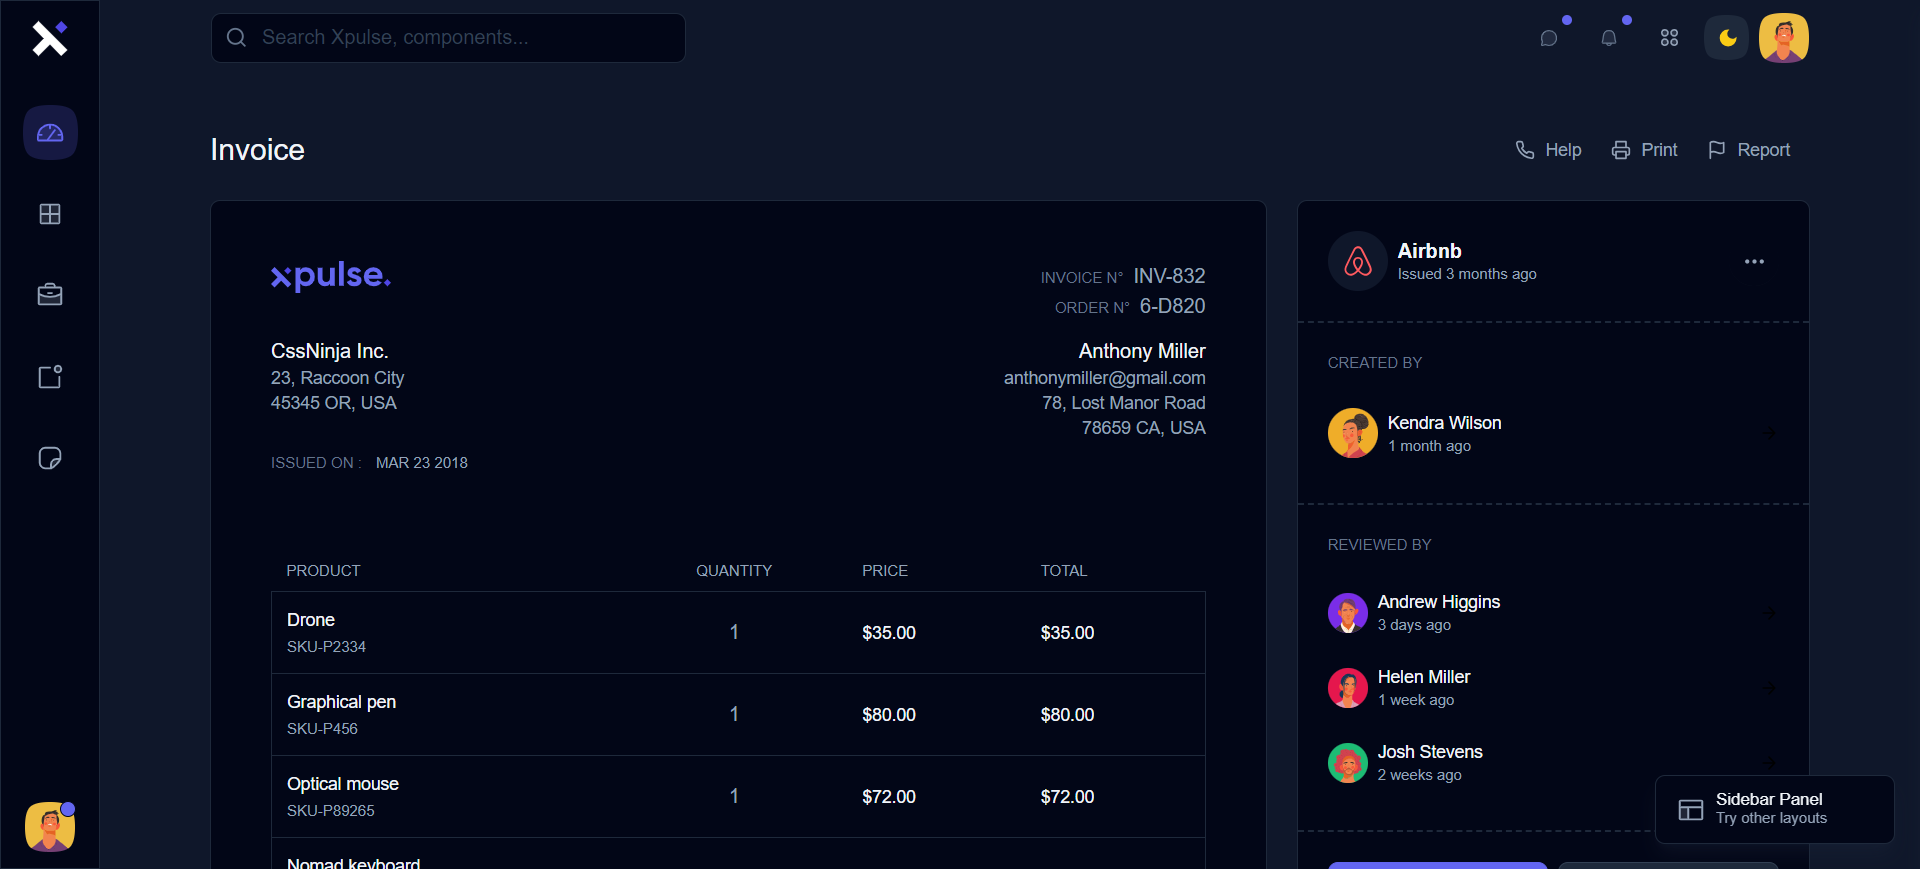 Search Xpulse, components...
Invoice
Help
Print
Report
xpulse.
INVOICE N° INV-832
ORDER N° 6-D820
CssNinja Inc.
23, Raccoon City
45345 OR, USA
Anthony Miller
anthonymiller@gmail.com
78, Lost Manor Road
78659 CA, USA
ISSUED ON : MAR 23 2018
PRODUCT QUANTITY PRICE TOTAL
Drone
SKU-P2334
1 $35.00 $35.00
Graphical pen
SKU-P456
1 $80.00 $80.00
Optical mouse
SKU-P89265
1 $72.00 $72.00
Nomad keyboard
Airbnb
Issued 3 months ago
CREATED BY
Kendra Wilson
1 month ago
REVIEWED BY
Andrew Higgins
3 days ago
Helen Miller
1 week ago
Josh Stevens
2 weeks ago
Sidebar Panel
Try other layouts